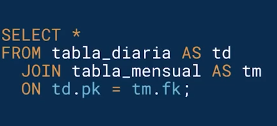 SELECT *
FROM tabla_diaria AS td
JOIN tabla_mensual AS tm
ON td.pk = tm.fk;